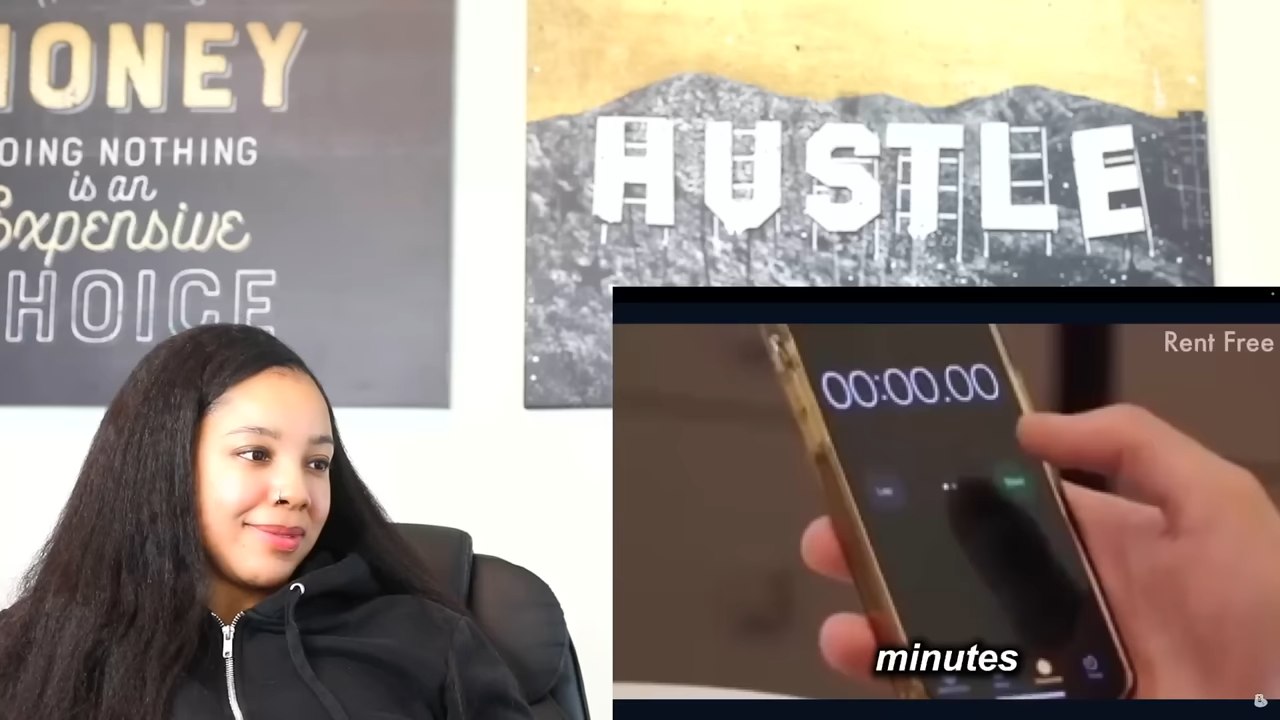 MONEY
DOING NOTHING
is an
Expensive
CHOICE
HUSTLE
Rent Free
00:00.00
minutes